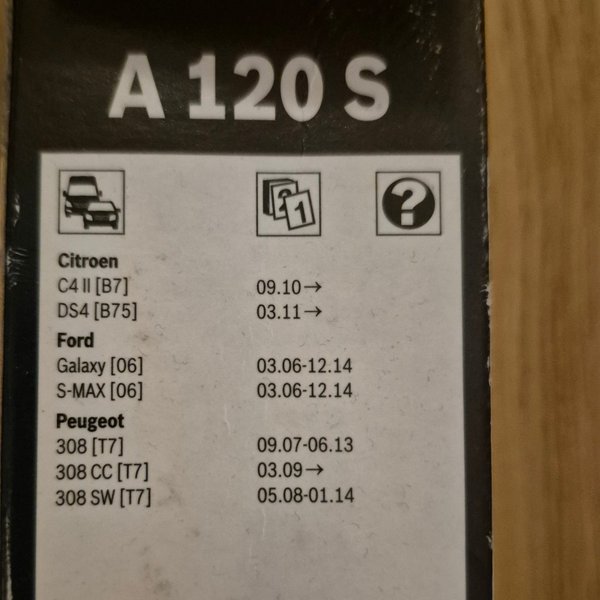 A 120 S
2 1 ?
Citroen
C4 II [B7] 09.10→
DS4 [B75] 03.11→
Ford
Galaxy [06] 03.06-12.14
S-MAX [06] 03.06-12.14
Peugeot
308 [T7] 09.07-06.13
308 CC [T7] 03.09→
308 SW [T7] 05.08-01.14